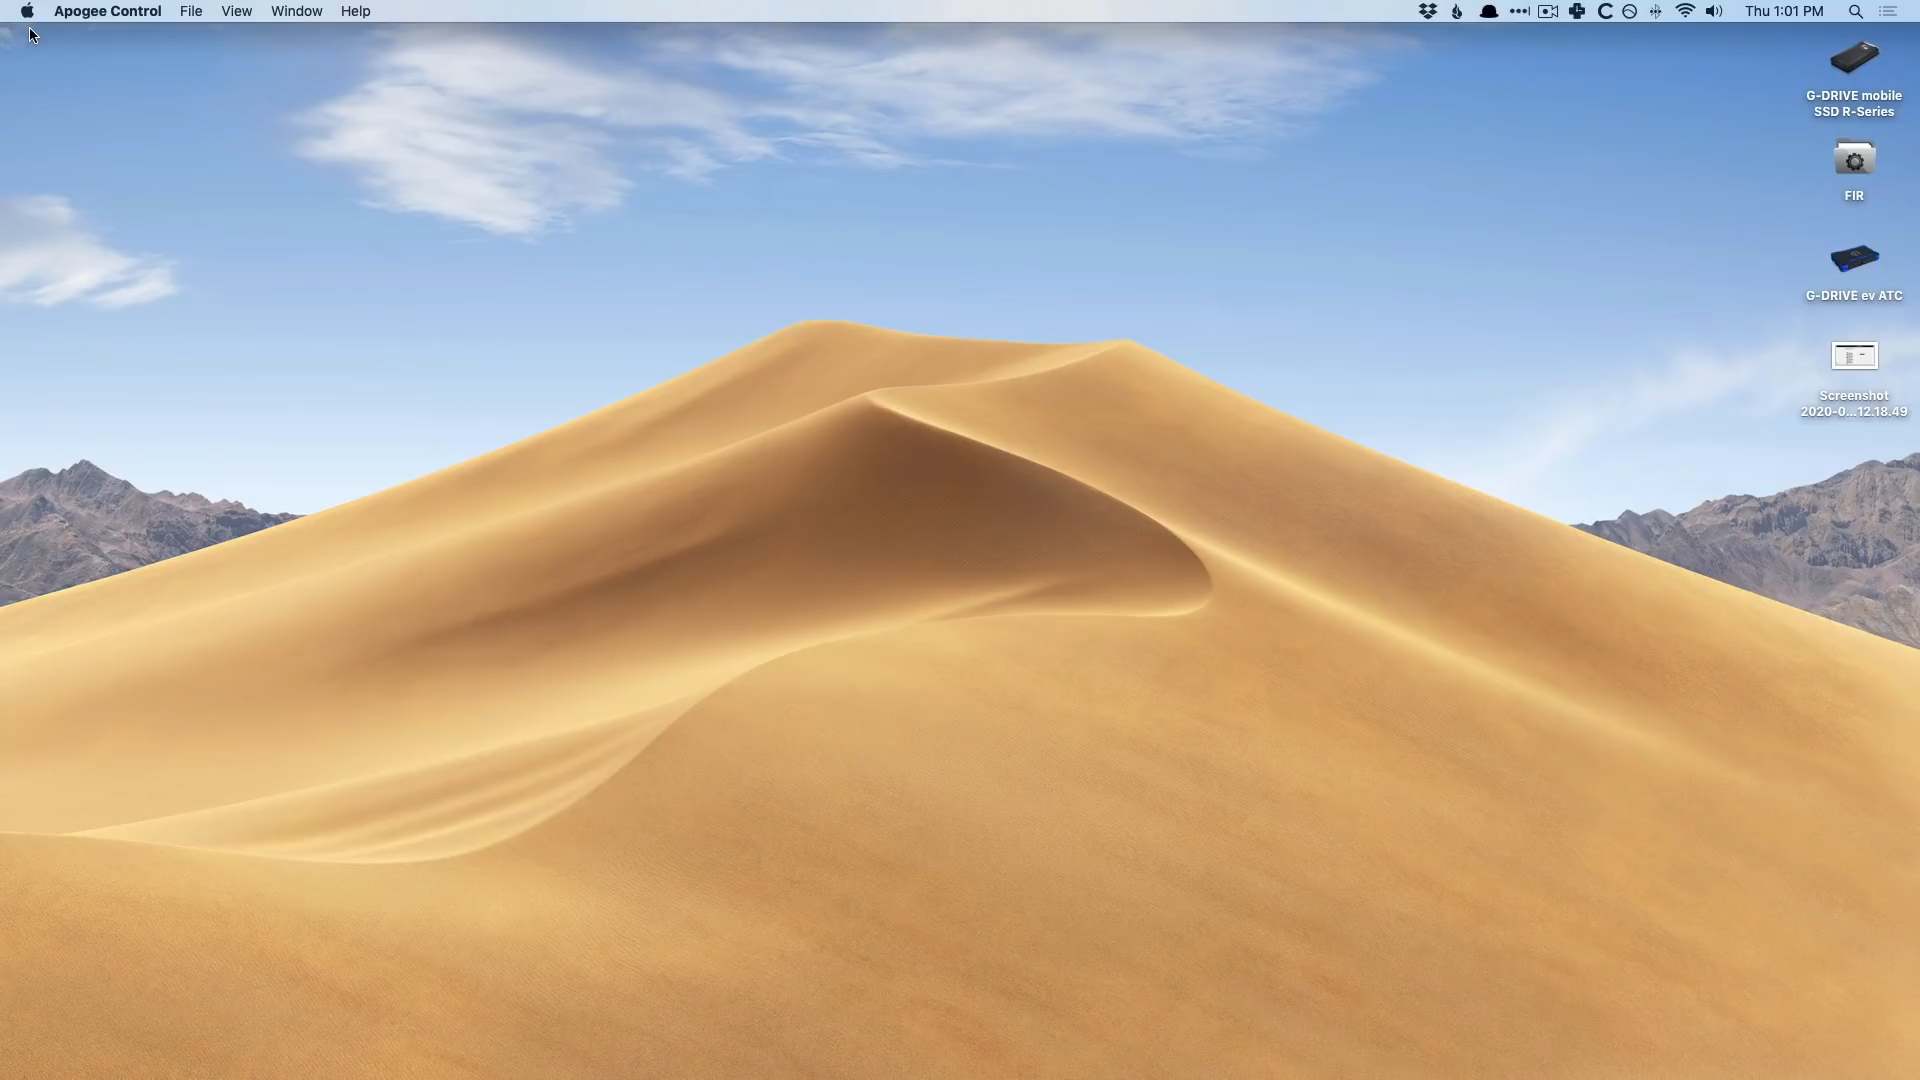 Apogee Control File View Window Help Thu 1:01 PM
G-DRIVE mobile
SSD R-Series
FIR
G-DRIVE ev ATC
Screenshot
2020-0...12.18.49